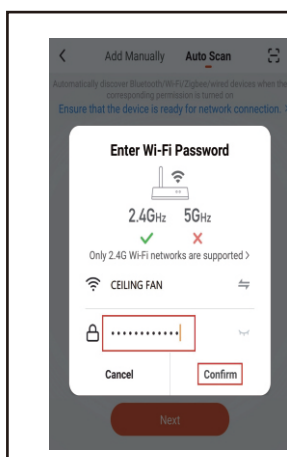 Add Manually Auto Scan
Automatically discover Bluetooth/Wi-Fi/Zigbee/wired devices when the
corresponding permission is turned on
Ensure that the device is ready for network connection.
Enter Wi-Fi Password
2.4GHz 5GHz
Only 2.4G Wi-Fi networks are supported >
CEILING FAN
••••••••••••
Cancel Confirm
Next